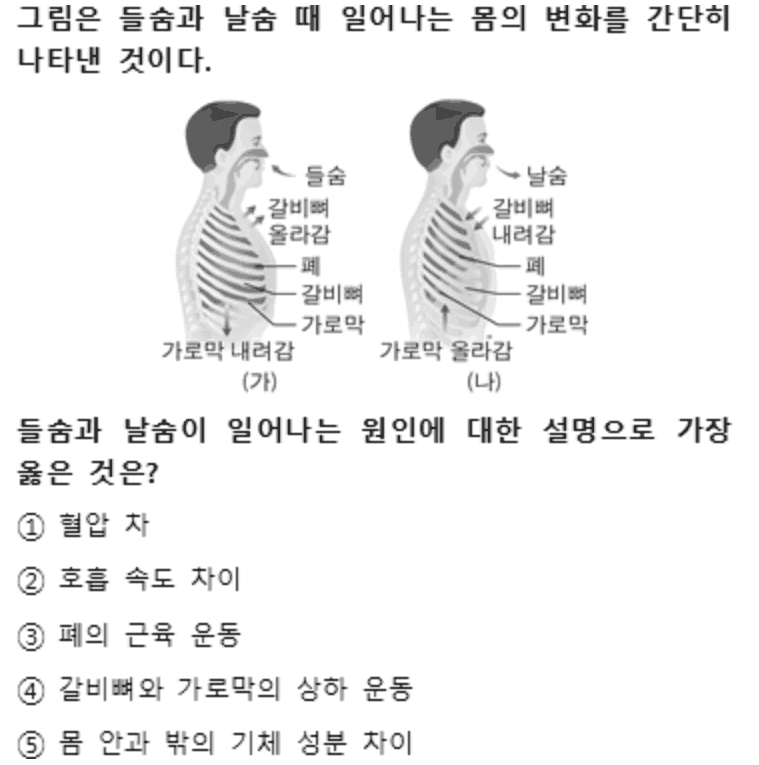 그림은 들숨과 날숨 때 일어나는 몸의 변화를 간단히
나타낸 것이다.
들숨
갈비뼈
올라감
폐
갈비뼈
가로막
가로막 내려감
(가)
날숨
갈비뼈
내려감
폐
갈비뼈
가로막
가로막 올라감
(나)
들숨과 날숨이 일어나는 원인에 대한 설명으로 가장
옳은 것은?
① 혈압 차
② 호흡 속도 차이
③ 폐의 근육 운동
④ 갈비뼈와 가로막의 상하 운동
⑤ 몸 안과 밖의 기체 성분 차이